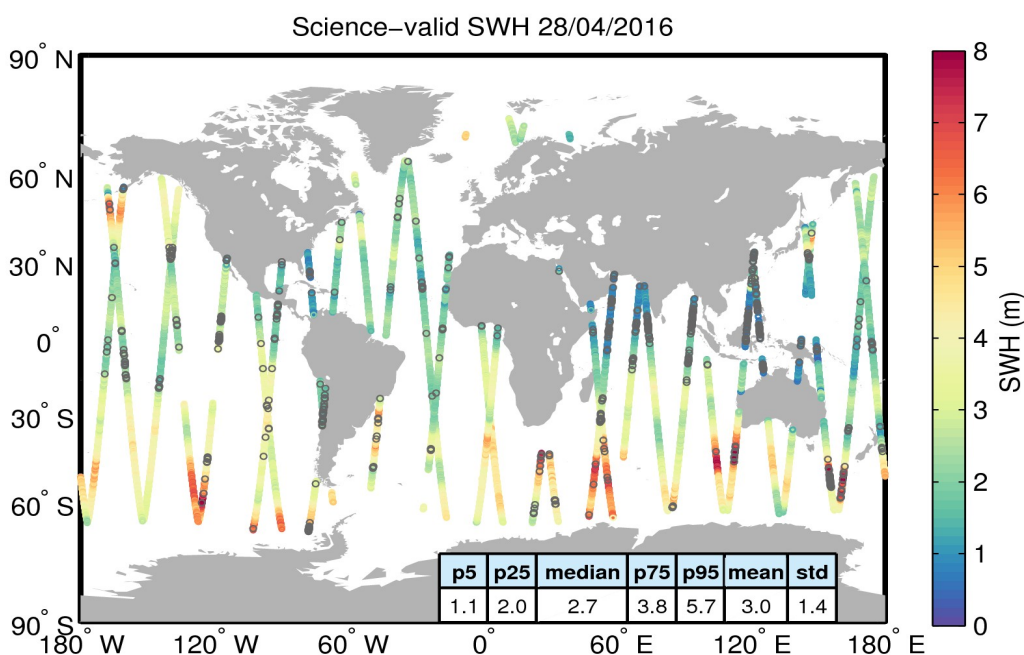 Science−valid SWH 28/04/2016
90° N
60° N
30° N
0°
30° S
60° S
90° S
180° W
120° W
60° W
0°
60° E
120° E
180° E
p5 p25 median p75 p95 mean std
1.1 2.0 2.7 3.8 5.7 3.0 1.4
8
7
6
5
4
3
2
1
0
SWH (m)